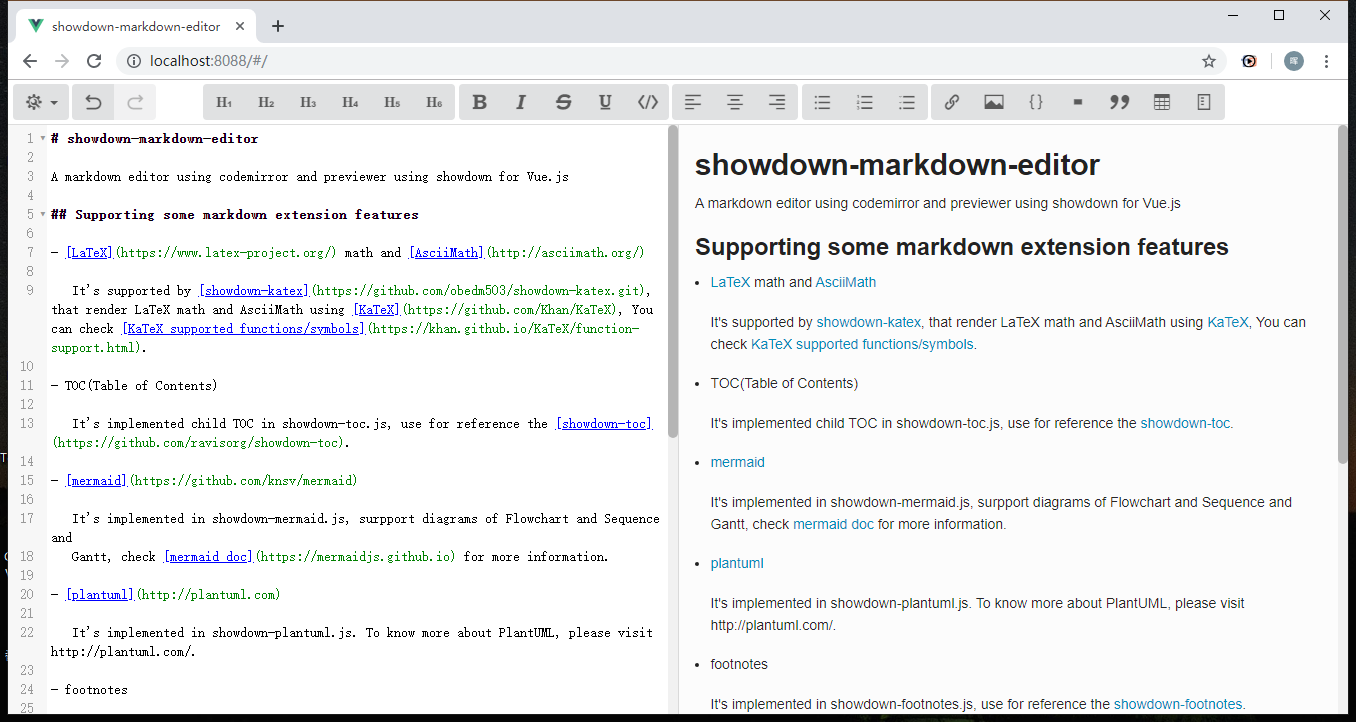 showdown-markdown-editor
localhost:8088/#/
晖
H1 H2 H3 H4 H5 H6 B I S U </> {}
1 # showdown-markdown-editor
2
3 A markdown editor using codemirror and previewer using showdown for Vue.js
4
5 ## Supporting some markdown extension features
6
7 - [LaTeX](https://www.latex-project.org/) math and [AsciiMath](http://asciimath.org/)
8
9 It's supported by [showdown-katex](https://github.com/obedm503/showdown-katex.git),
that render LaTeX math and AsciiMath using [KaTeX](https://github.com/Khan/KaTeX), You
can check [KaTeX supported functions/symbols](https://khan.github.io/KaTeX/function-
support.html).
10
11 - TOC(Table of Contents)
12
13 It's implemented child TOC in showdown-toc.js, use for reference the [showdown-toc]
(https://github.com/ravisorg/showdown-toc).
14
15 - [mermaid](https://github.com/knsv/mermaid)
16
17 It's implemented in showdown-mermaid.js, surpport diagrams of Flowchart and Sequence
and
18 Gantt, check [mermaid doc](https://mermaidjs.github.io) for more information.
19
20 - [plantuml](http://plantuml.com)
21
22 It's implemented in showdown-plantuml.js. To know more about PlantUML, please visit
http://plantuml.com/.
23
24 - footnotes
25
showdown-markdown-editor
A markdown editor using codemirror and previewer using showdown for Vue.js
Supporting some markdown extension features
• LaTeX math and AsciiMath
It's supported by showdown-katex, that render LaTeX math and AsciiMath using KaTeX, You can
check KaTeX supported functions/symbols.
• TOC(Table of Contents)
It's implemented child TOC in showdown-toc.js, use for reference the showdown-toc.
• mermaid
It's implemented in showdown-mermaid.js, surpport diagrams of Flowchart and Sequence and
Gantt, check mermaid doc for more information.
• plantuml
It's implemented in showdown-plantuml.js. To know more about PlantUML, please visit
http://plantuml.com/.
• footnotes
It's implemented in showdown-footnotes.js, use for reference the showdown-footnotes.